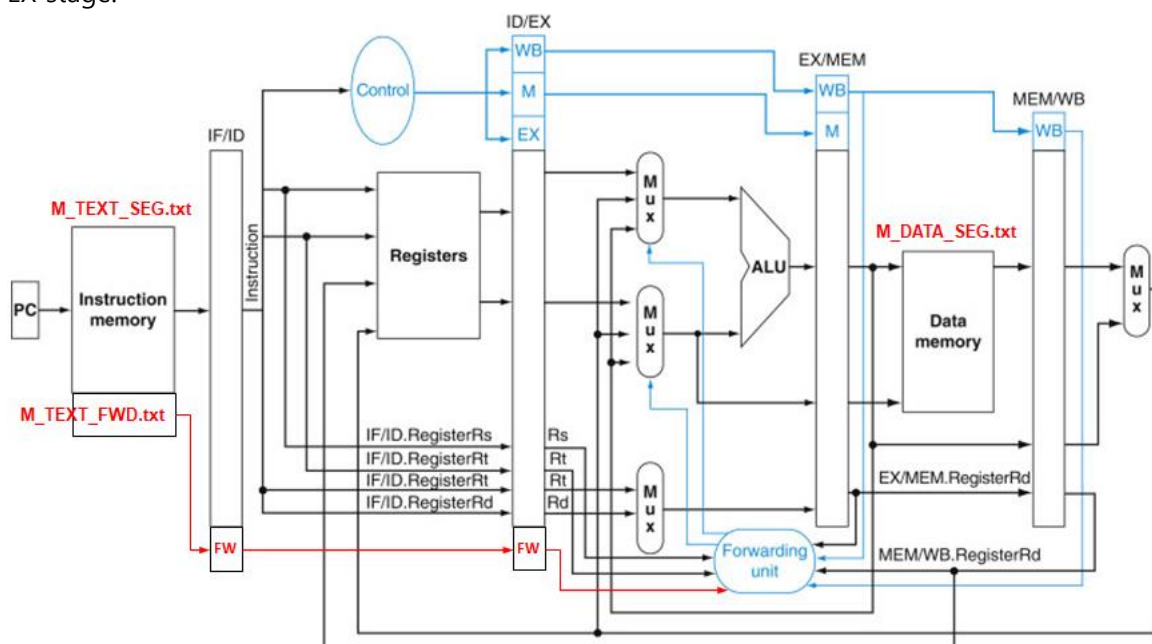 EX-stage.
ID/EX
WB
M
EX
Control
EX/MEM
WB
M
MEM/WB
WB
IF/ID
M_TEXT_SEG.txt
PC
Instruction
memory
M_TEXT_FWD.txt
Instruction
Registers
Mux
Mux
Mux
ALU
M_DATA_SEG.txt
Data
memory
Mux
IF/ID.RegisterRs
IF/ID.RegisterRt
IF/ID.RegisterRt
IF/ID.RegisterRd
Rs
Rt
Rt
Rd
EX/MEM.RegisterRd
FW
FW
Forwarding
unit
MEM/WB.RegisterRd